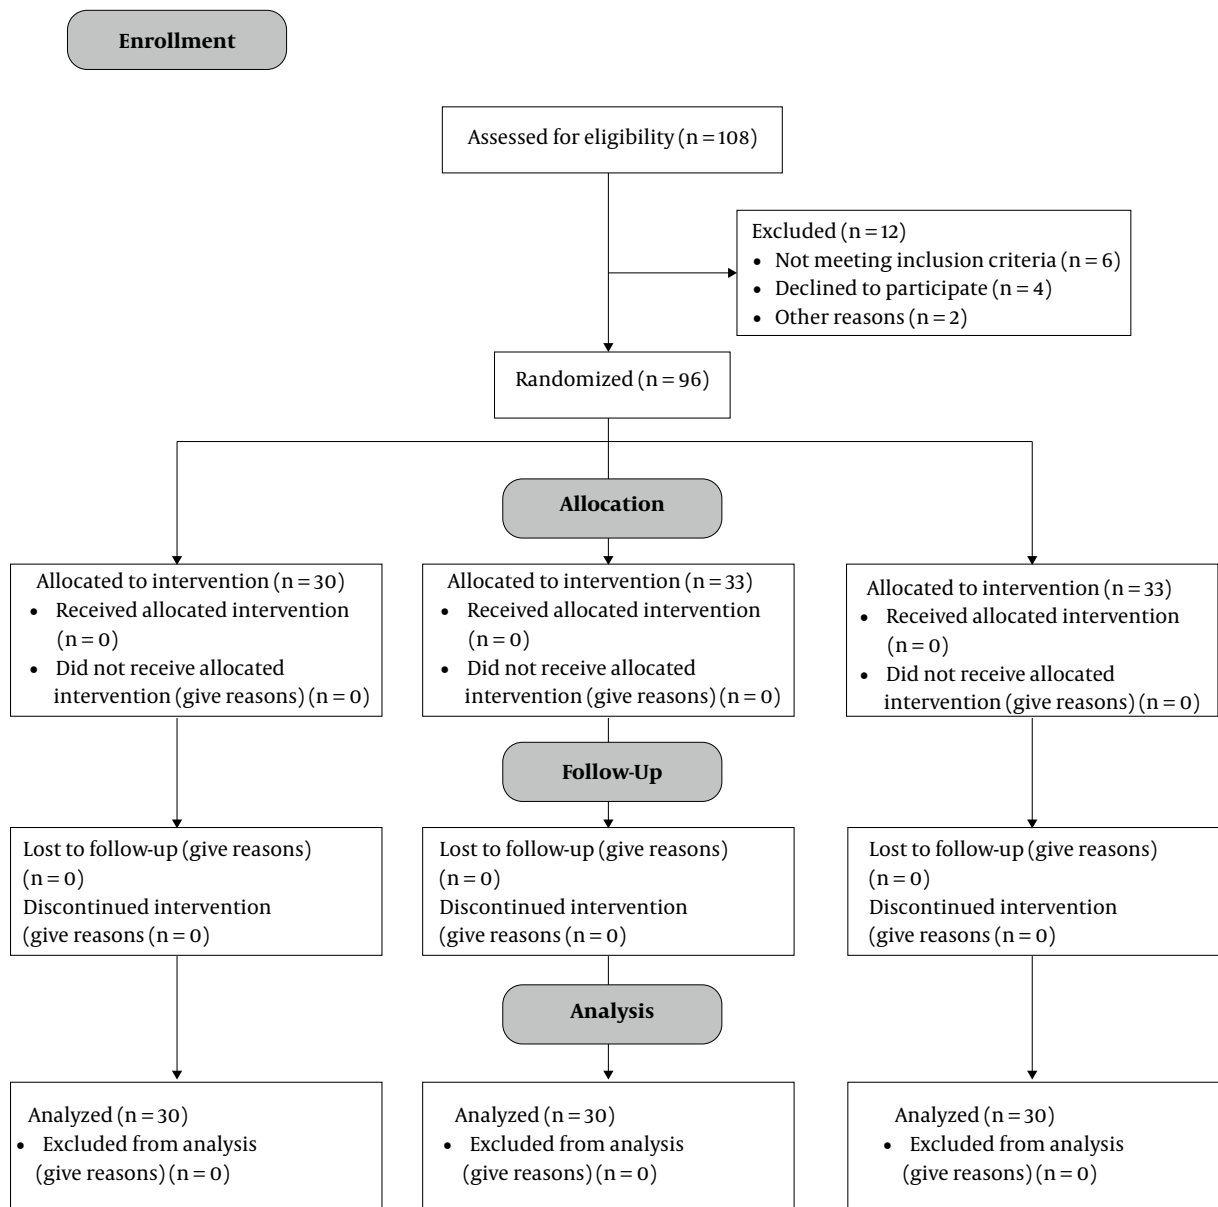 Enrollment
Assessed for eligibility (n = 108)
Excluded (n = 12)
• Not meeting inclusion criteria (n = 6)
• Declined to participate (n = 4)
• Other reasons (n = 2)
Randomized (n = 96)
Allocation
Allocated to intervention (n = 30)
• Received allocated intervention
(n = 0)
• Did not receive allocated
intervention (give reasons) (n = 0)
Allocated to intervention (n = 33)
• Received allocated intervention
(n = 0)
• Did not receive allocated
intervention (give reasons) (n = 0)
Allocated to intervention (n = 33)
• Received allocated intervention
(n = 0)
• Did not receive allocated
intervention (give reasons) (n = 0)
Follow-Up
Lost to follow-up (give reasons)
(n = 0)
Discontinued intervention
(give reasons (n = 0)
Lost to follow-up (give reasons)
(n = 0)
Discontinued intervention
(give reasons (n = 0)
Lost to follow-up (give reasons)
(n = 0)
Discontinued intervention
(give reasons (n = 0)
Analysis
Analyzed (n = 30)
• Excluded from analysis
(give reasons) (n = 0)
Analyzed (n = 30)
• Excluded from analysis
(give reasons) (n = 0)
Analyzed (n = 30)
• Excluded from analysis
(give reasons) (n = 0)